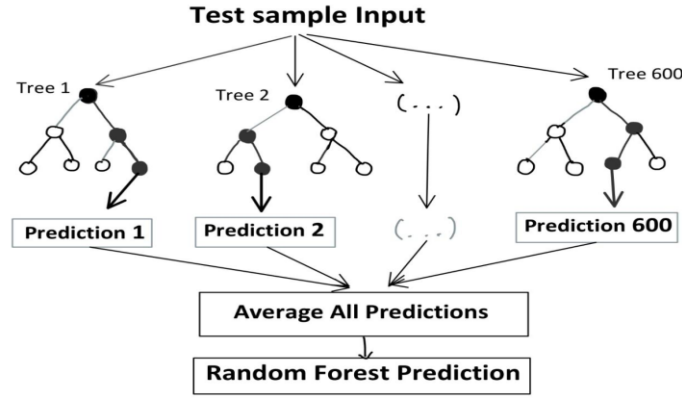 Test sample Input
Tree 1
Tree 2
(...)
Tree 600
Prediction 1
Prediction 2
(...)
Prediction 600
Average All Predictions
Random Forest Prediction